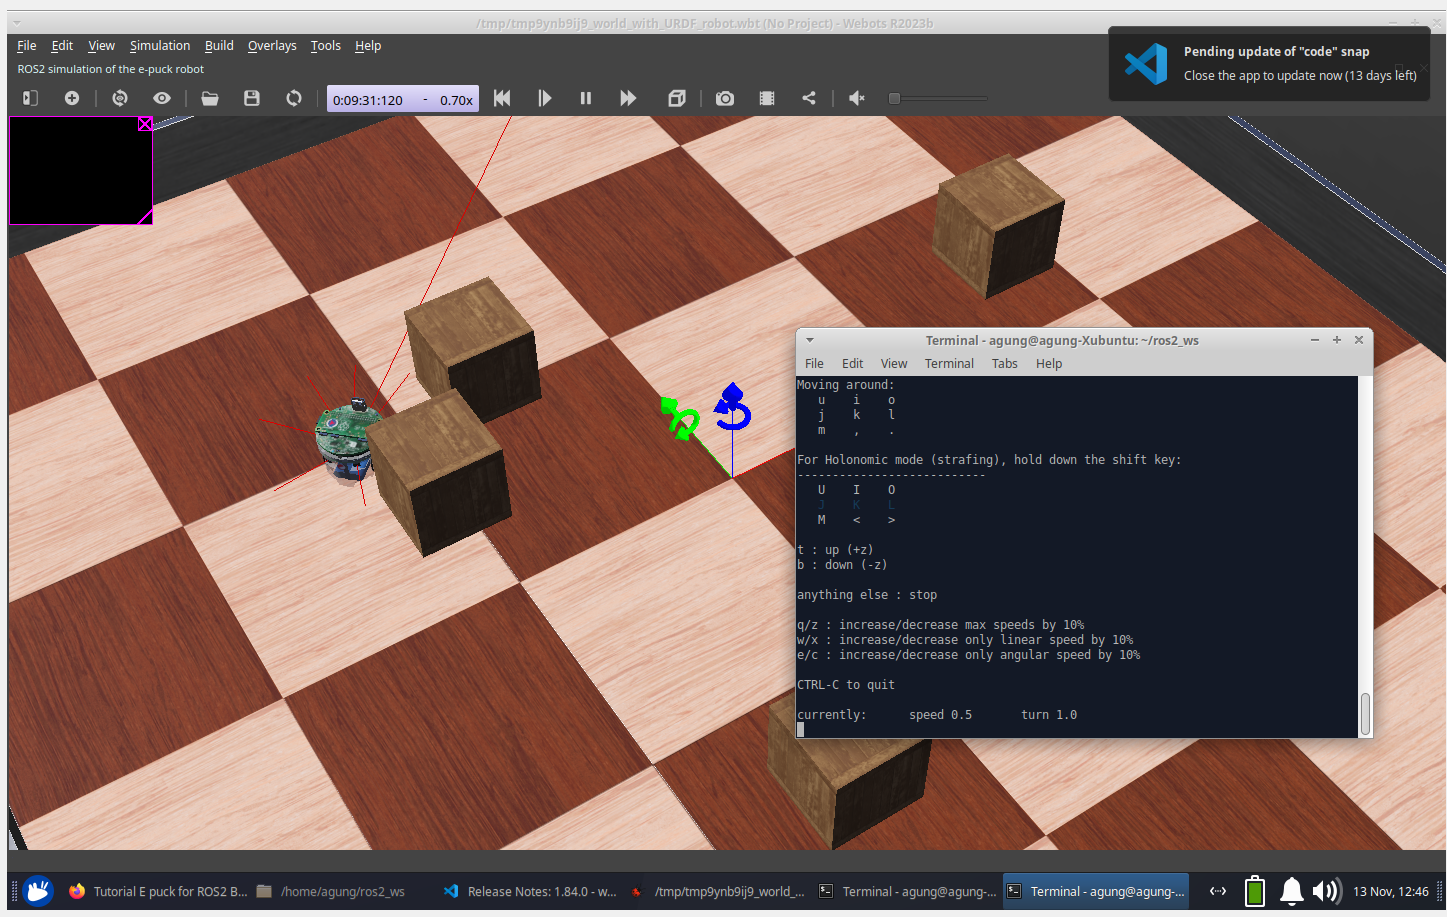 /tmp/tmp9ynb9ij9_world_with_URDF_robot.wbt (No Project) - Webots R2023b
File Edit View Simulation Build Overlays Tools Help
ROS2 simulation of the e-puck robot
Pending update of "code" snap
Close the app to update now (13 days left)
0:09:31:120 - 0.70x
Terminal - agung@agung-Xubuntu: ~/ros2_ws
File Edit View Terminal Tabs Help
Moving around:
u i o
j k l
m , .
For Holonomic mode (strafing), hold down the shift key:
---------------------------
U I O
J K L
M < >
t : up (+z)
b : down (-z)
anything else : stop
q/z : increase/decrease max speeds by 10%
w/x : increase/decrease only linear speed by 10%
e/c : increase/decrease only angular speed by 10%
CTRL-C to quit
currently: speed 0.5 turn 1.0
Tutorial E puck for ROS2 B... /home/agung/ros2_ws Release Notes: 1.84.0 - w... /tmp/tmp9ynb9ij9_world_... Terminal - agung@agung-... Terminal - agung@agung-... 13 Nov, 12:46